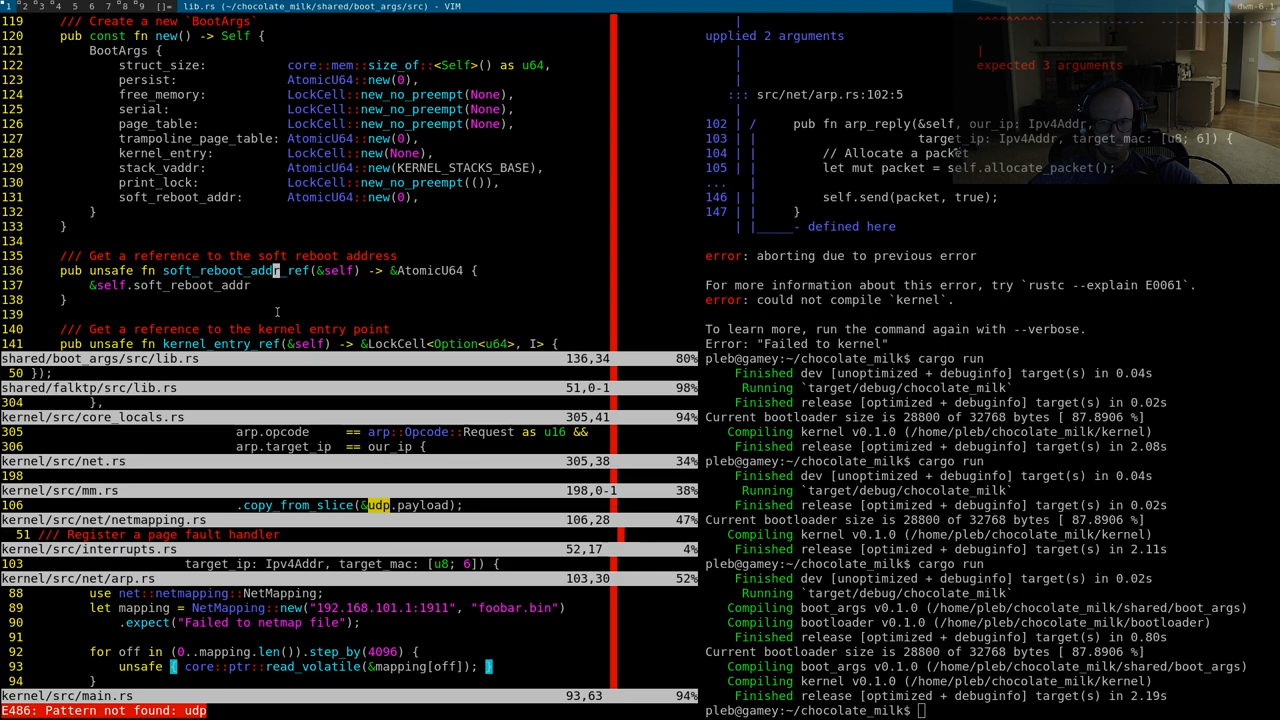 1 2 3 4 5 6 7 8 9 []= lib.rs (~/chocolate_milk/shared/boot_args/src) - VIM dwm-6.1
119 /// Create a new `BootArgs`
120 pub const fn new() -> Self {
121 BootArgs {
122 struct_size: core::mem::size_of::<Self>() as u64,
123 persist: AtomicU64::new(0),
124 free_memory: LockCell::new_no_preempt(None),
125 serial: LockCell::new_no_preempt(None),
126 page_table: LockCell::new_no_preempt(None),
127 trampoline_page_table: AtomicU64::new(0),
128 kernel_entry: LockCell::new(None),
129 stack_vaddr: AtomicU64::new(KERNEL_STACKS_BASE),
130 print_lock: LockCell::new_no_preempt(()),
131 soft_reboot_addr: AtomicU64::new(0),
132 }
133 }
134
135 /// Get a reference to the soft reboot address
136 pub unsafe fn soft_reboot_addr_ref(&self) -> &AtomicU64 {
137 &self.soft_reboot_addr
138 }
139
140 /// Get a reference to the kernel entry point
141 pub unsafe fn kernel_entry_ref(&self) -> &LockCell<Option<u64>, I> {
shared/boot_args/src/lib.rs 136,34 80%
50 });
shared/falktp/src/lib.rs 51,0-1 98%
304 },
kernel/src/core_locals.rs 305,41 94%
305 arp.opcode == arp::Opcode::Request as u16 &&
306 arp.target_ip == our_ip {
kernel/src/net.rs 305,38 34%
198
kernel/src/mm.rs 198,0-1 38%
106 .copy_from_slice(&udp.payload);
kernel/src/net/netmapping.rs 106,28 47%
51 /// Register a page fault handler
kernel/src/interrupts.rs 52,17 4%
103 target_ip: Ipv4Addr, target_mac: [u8; 6]) {
kernel/src/net/arp.rs 103,30 52%
88 use net::netmapping::NetMapping;
89 let mapping = NetMapping::new("192.168.101.1:1911", "foobar.bin")
90 .expect("Failed to netmap file");
91
92 for off in (0..mapping.len()).step_by(4096) {
93 unsafe { core::ptr::read_volatile(&mapping[off]); }
94 }
kernel/src/main.rs 93,63 94%
E486: Pattern not found: udp
| ^^^^^^^^^ ------------- ------------- s
upplied 2 arguments
| |
| expected 3 arguments
|
::: src/net/arp.rs:102:5
|
102 | / pub fn arp_reply(&self, our_ip: Ipv4Addr,
103 | | target_ip: Ipv4Addr, target_mac: [u8; 6]) {
104 | | // Allocate a packet
105 | | let mut packet = self.allocate_packet();
... | |
146 | | self.send(packet, true);
147 | | }
| |_____- defined here
error: aborting due to previous error
For more information about this error, try `rustc --explain E0061`.
error: could not compile `kernel`.
To learn more, run the command again with --verbose.
Error: "Failed to kernel"
pleb@gamey:~/chocolate_milk$ cargo run
Finished dev [unoptimized + debuginfo] target(s) in 0.04s
Running `target/debug/chocolate_milk`
Finished release [optimized + debuginfo] target(s) in 0.02s
Current bootloader size is 28800 of 32768 bytes [ 87.8906 %]
Compiling kernel v0.1.0 (/home/pleb/chocolate_milk/kernel)
Finished release [optimized + debuginfo] target(s) in 2.08s
pleb@gamey:~/chocolate_milk$ cargo run
Finished dev [unoptimized + debuginfo] target(s) in 0.04s
Running `target/debug/chocolate_milk`
Finished release [optimized + debuginfo] target(s) in 0.02s
Current bootloader size is 28800 of 32768 bytes [ 87.8906 %]
Compiling kernel v0.1.0 (/home/pleb/chocolate_milk/kernel)
Finished release [optimized + debuginfo] target(s) in 2.11s
pleb@gamey:~/chocolate_milk$ cargo run
Finished dev [unoptimized + debuginfo] target(s) in 0.02s
Running `target/debug/chocolate_milk`
Compiling boot_args v0.1.0 (/home/pleb/chocolate_milk/shared/boot_args)
Compiling bootloader v0.1.0 (/home/pleb/chocolate_milk/bootloader)
Finished release [optimized + debuginfo] target(s) in 0.80s
Current bootloader size is 28800 of 32768 bytes [ 87.8906 %]
Compiling boot_args v0.1.0 (/home/pleb/chocolate_milk/shared/boot_args)
Compiling kernel v0.1.0 (/home/pleb/chocolate_milk/kernel)
Finished release [optimized + debuginfo] target(s) in 2.19s
pleb@gamey:~/chocolate_milk$